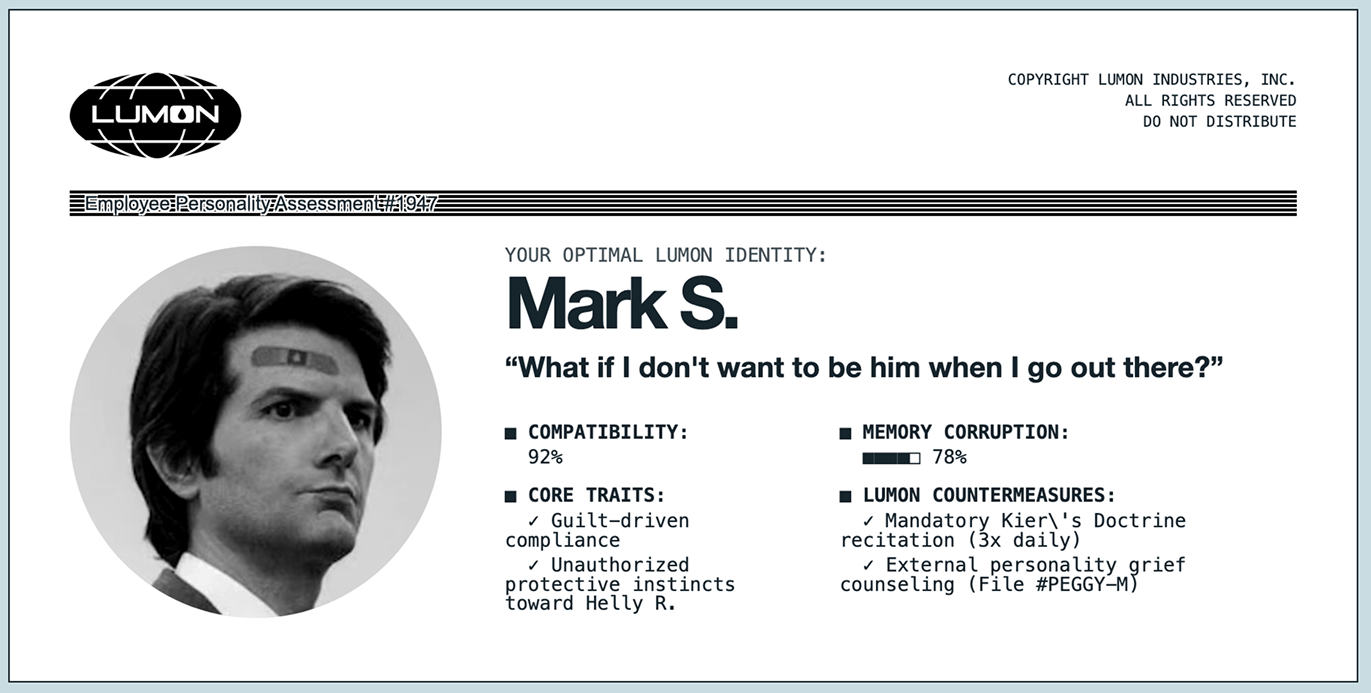 LUMON
COPYRIGHT LUMON INDUSTRIES, INC.
ALL RIGHTS RESERVED
DO NOT DISTRIBUTE
Employee Personality Assessment #1947
YOUR OPTIMAL LUMON IDENTITY:
Mark S.
“What if I don't want to be him when I go out there?”
■ COMPATIBILITY:
92%
■ CORE TRAITS:
✓ Guilt–driven
compliance
✓ Unauthorized
protective instincts
toward Helly R.
■ MEMORY CORRUPTION:
■■■■□ 78%
■ LUMON COUNTERMEASURES:
✓ Mandatory Kier\'s Doctrine
recitation (3x daily)
✓ External personality grief
counseling (File #PEGGY–M)